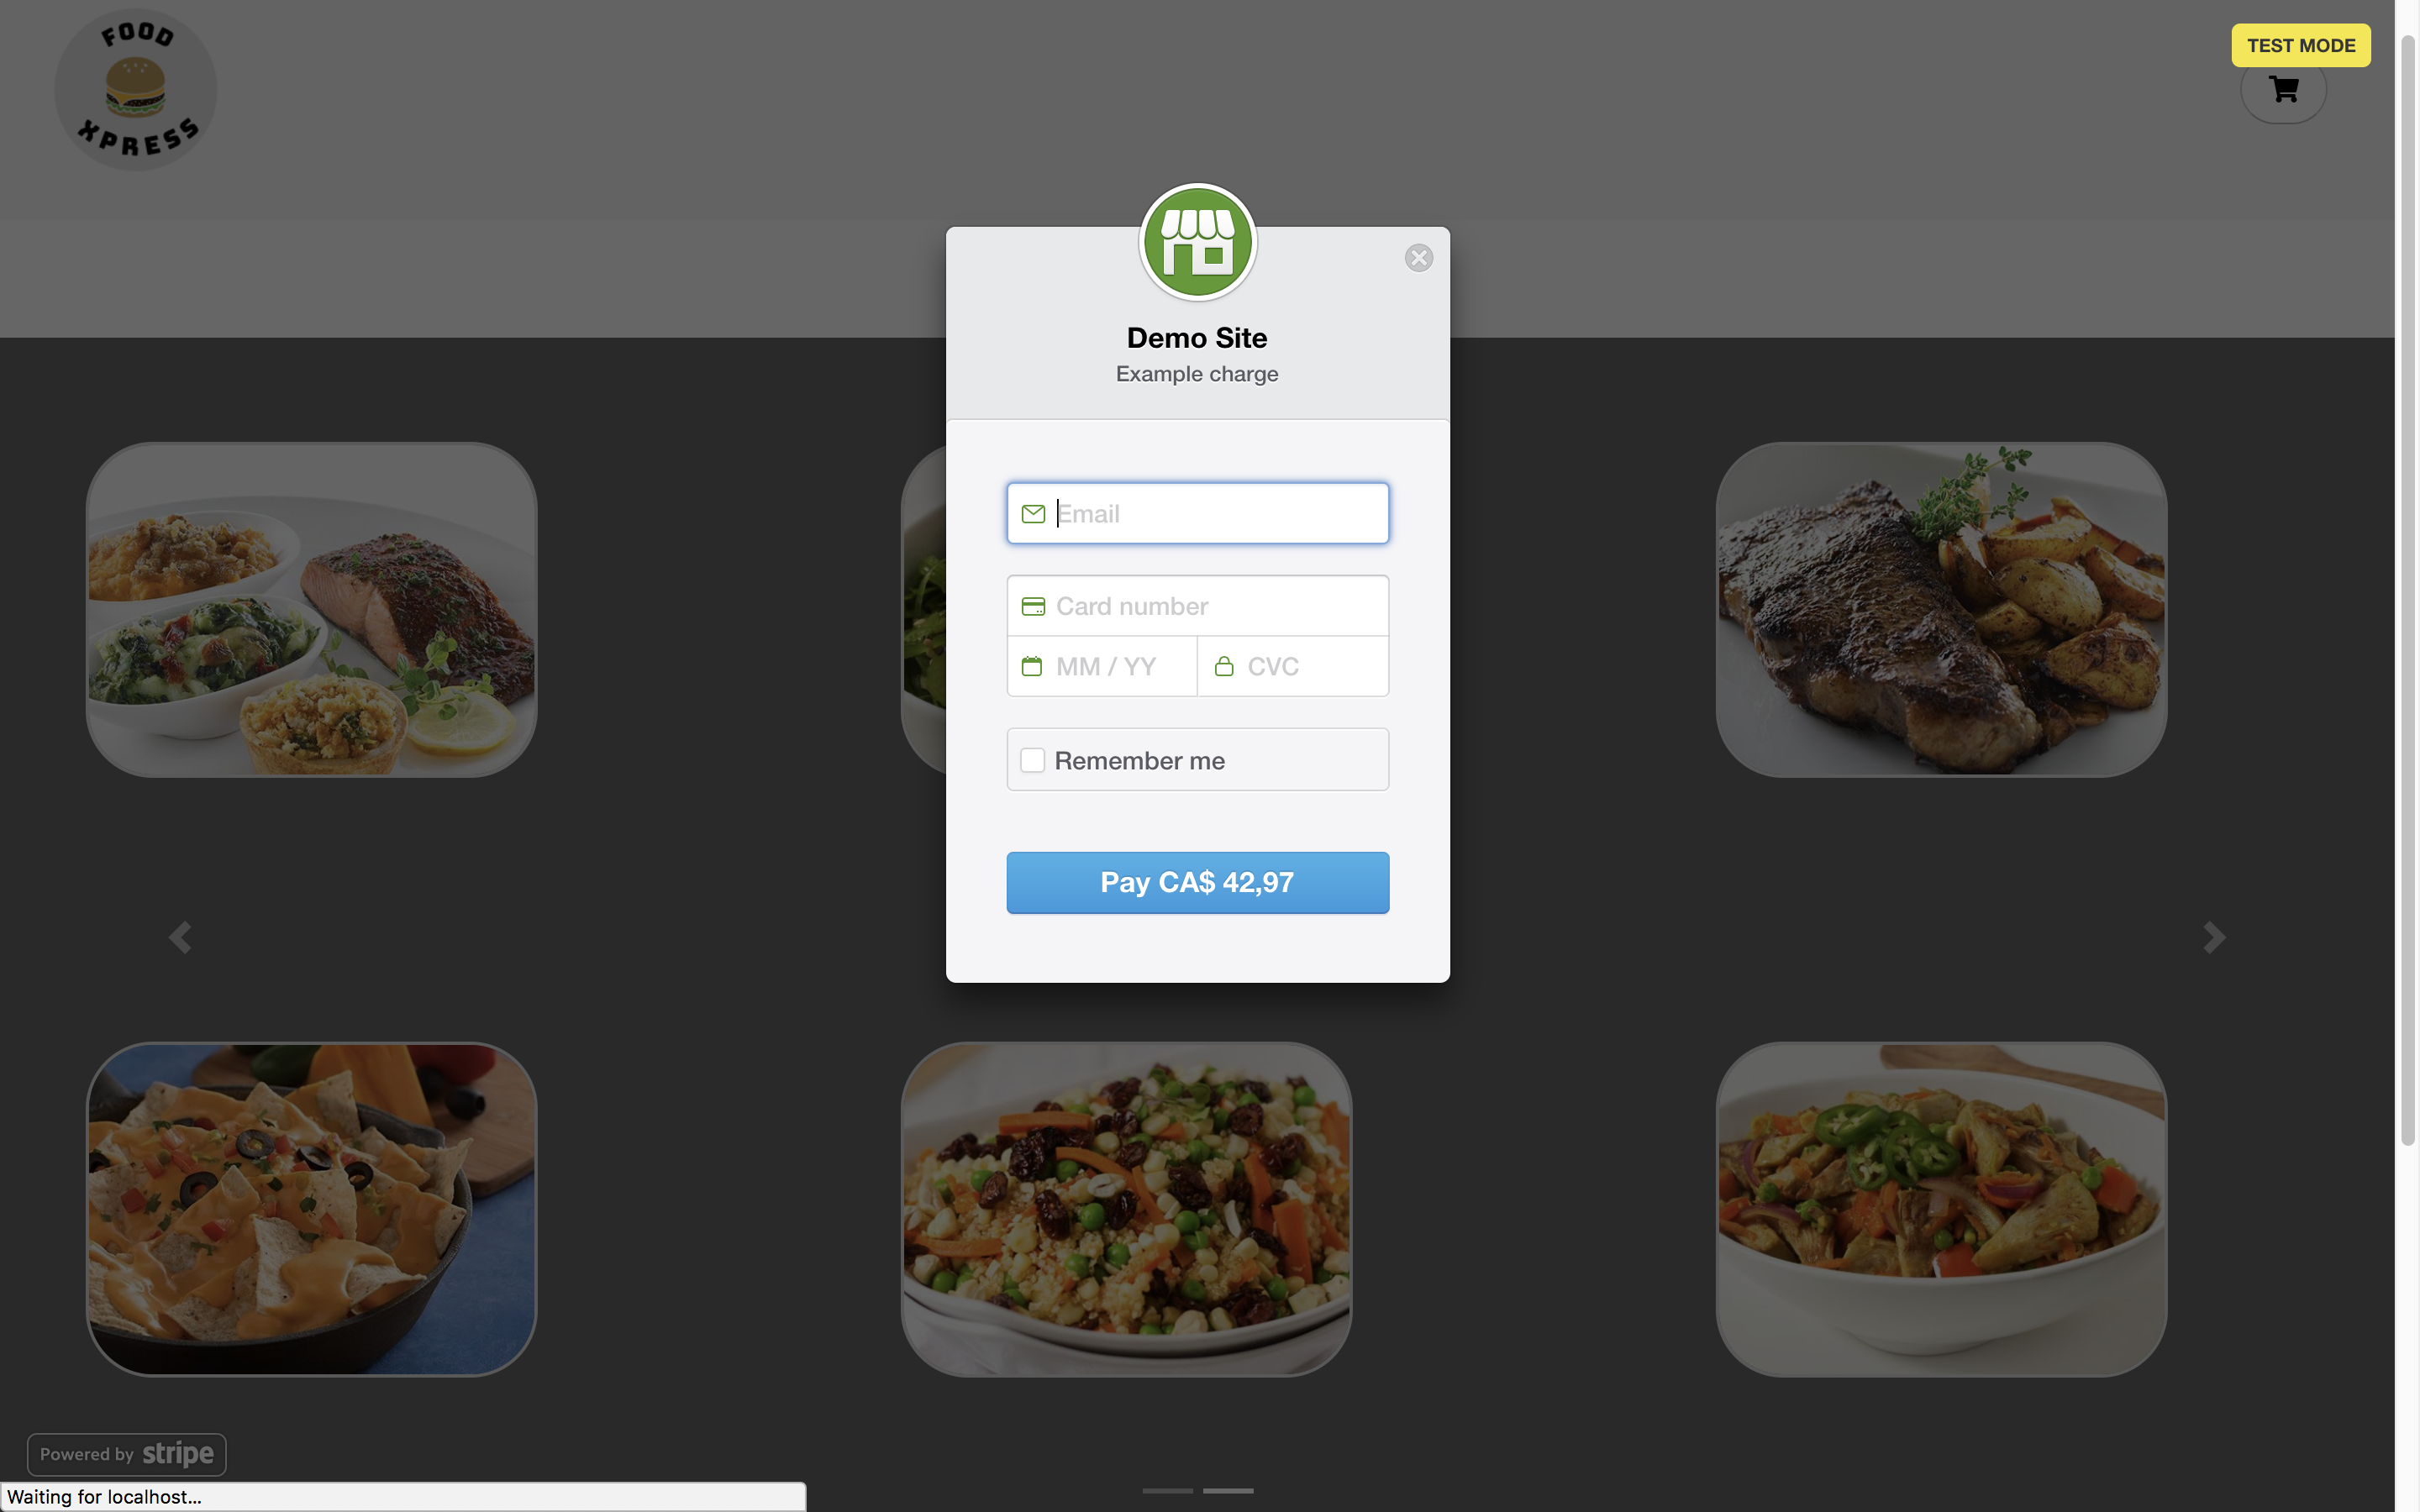 FOOD
XPRESS
TEST MODE
Demo Site
Example charge
Email
Card number
MM / YY
CVC
Remember me
Pay CA$ 42,97
Powered by stripe
Waiting for localhost...